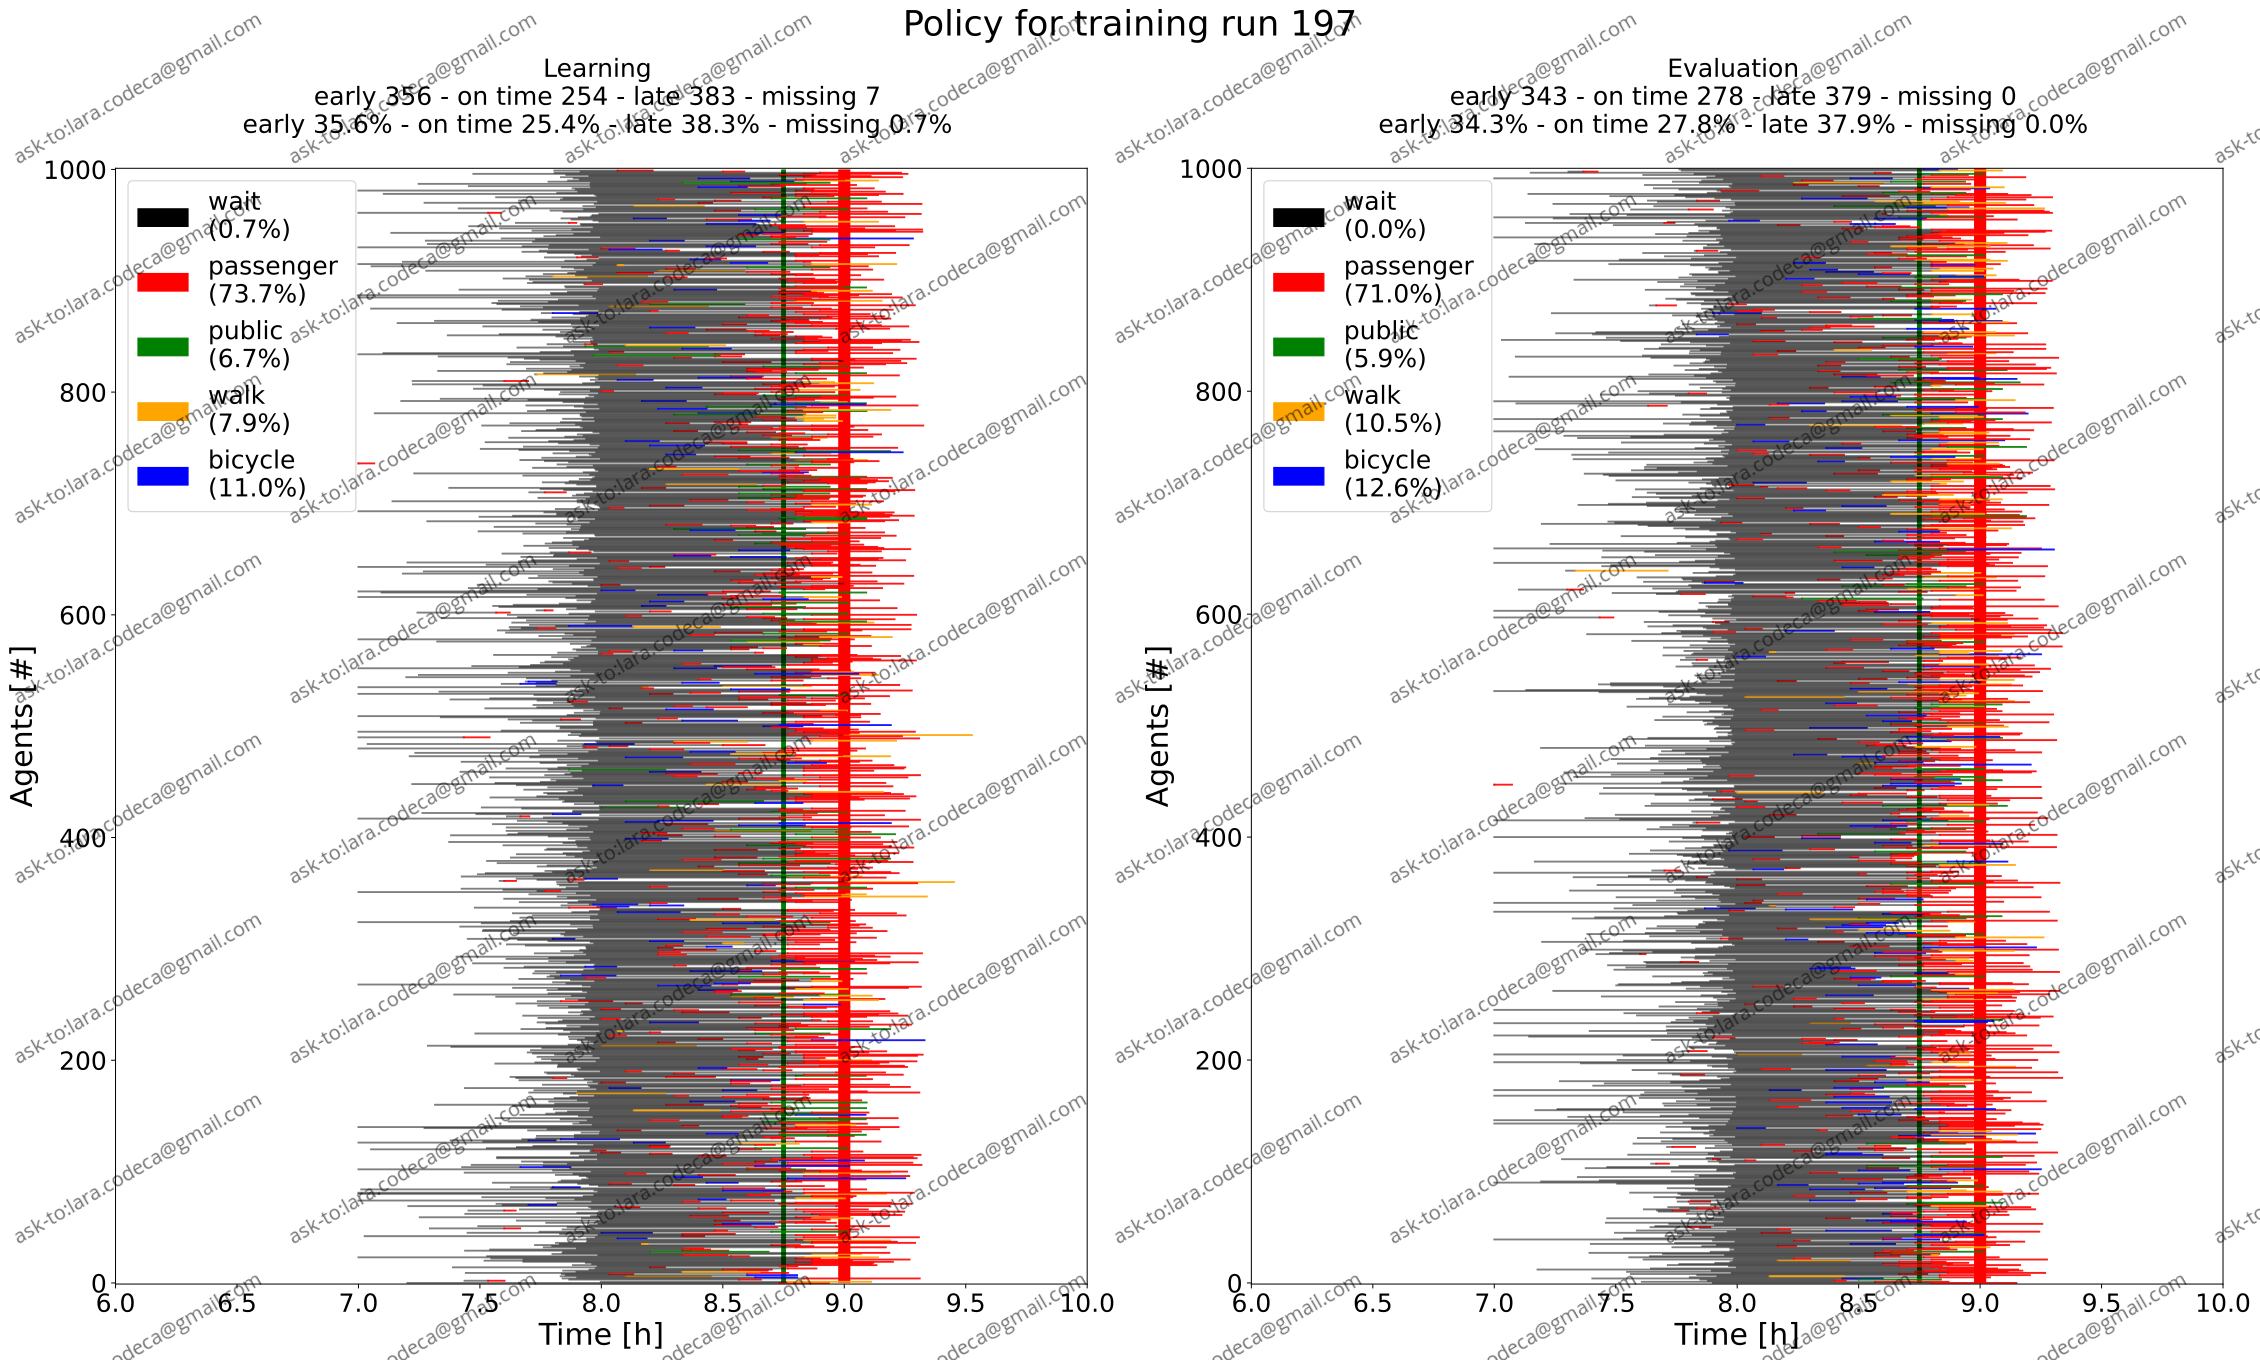 Policy for training run 197
Learning
early 356 - on time 254 - late 383 - missing 7
early 35.6% - on time 25.4% - late 38.3% - missing 0.7%
1000
800
600
400
200
0
Agents [#]
wait
(0.7%)
passenger
(73.7%)
public
(6.7%)
walk
(7.9%)
bicycle
(11.0%)
6.0 6.5 7.0 7.5 8.0 8.5 9.0 9.5 10.0
Time [h]
Evaluation
early 343 - on time 278 - late 379 - missing 0
early 34.3% - on time 27.8% - late 37.9% - missing 0.0%
1000
800
600
400
200
0
Agents [#]
wait
(0.0%)
passenger
(71.0%)
public
(5.9%)
walk
(10.5%)
bicycle
(12.6%)
6.0 6.5 7.0 7.5 8.0 8.5 9.0 9.5 10.0
Time [h]
ask-to:lara.codeca@gmail.com